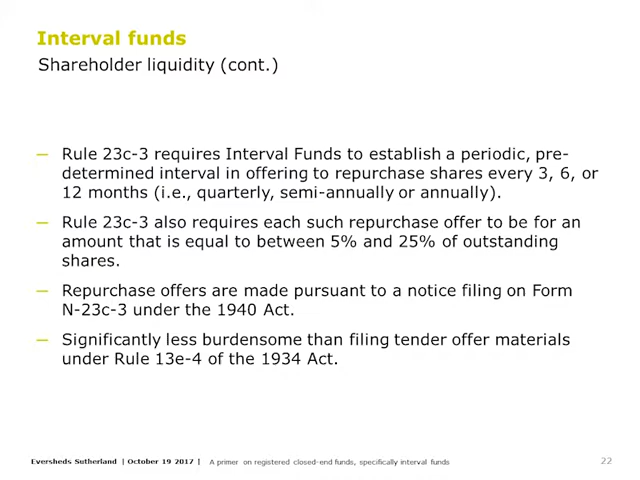 Interval funds
Shareholder liquidity (cont.)
— Rule 23c-3 requires Interval Funds to establish a periodic, pre-
determined interval in offering to repurchase shares every 3, 6, or
12 months (i.e., quarterly, semi-annually or annually).
— Rule 23c-3 also requires each such repurchase offer to be for an
amount that is equal to between 5% and 25% of outstanding
shares.
— Repurchase offers are made pursuant to a notice filing on Form
N-23c-3 under the 1940 Act.
— Significantly less burdensome than filing tender offer materials
under Rule 13e-4 of the 1934 Act.
Eversheds Sutherland | October 19 2017 | A primer on registered closed-end funds, specifically interval funds 22